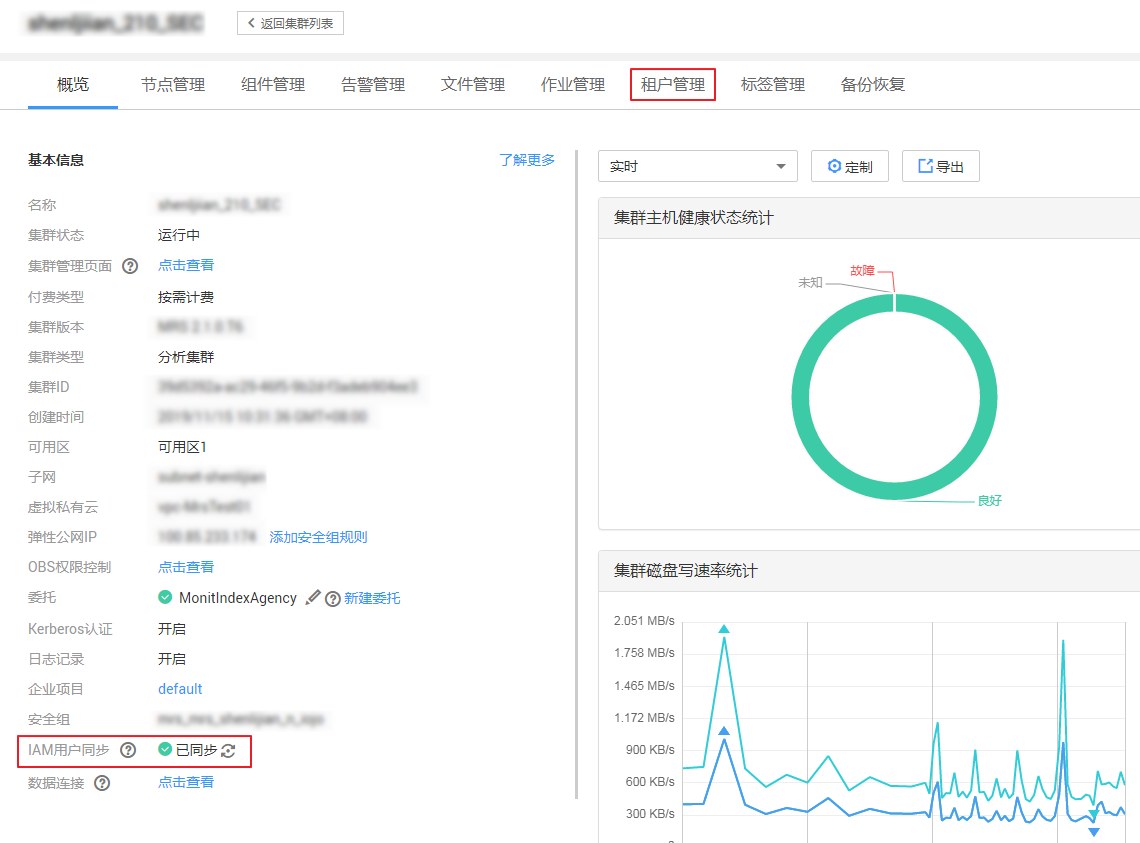 返回集群列表
概览 节点管理 组件管理 告警管理 文件管理 作业管理 租户管理 标签管理 备份恢复
基本信息 了解更多
名称
集群状态 运行中
集群管理页面 ? 点击查看
付费类型 按需计费
集群版本
集群类型 分析集群
集群ID
创建时间
可用区 可用区1
子网
虚拟私有云
弹性公网IP 添加安全组规则
OBS权限控制 点击查看
委托 MonitIndexAgency ? 新建委托
Kerberos认证 开启
日志记录 开启
企业项目 default
安全组
IAM用户同步 ? 已同步
数据连接 ? 点击查看
实时 定制 导出
集群主机健康状态统计
故障
未知
良好
集群磁盘写速率统计
2.051 MB/s
1.758 MB/s
1.465 MB/s
1.172 MB/s
900 KB/s
600 KB/s
300 KB/s